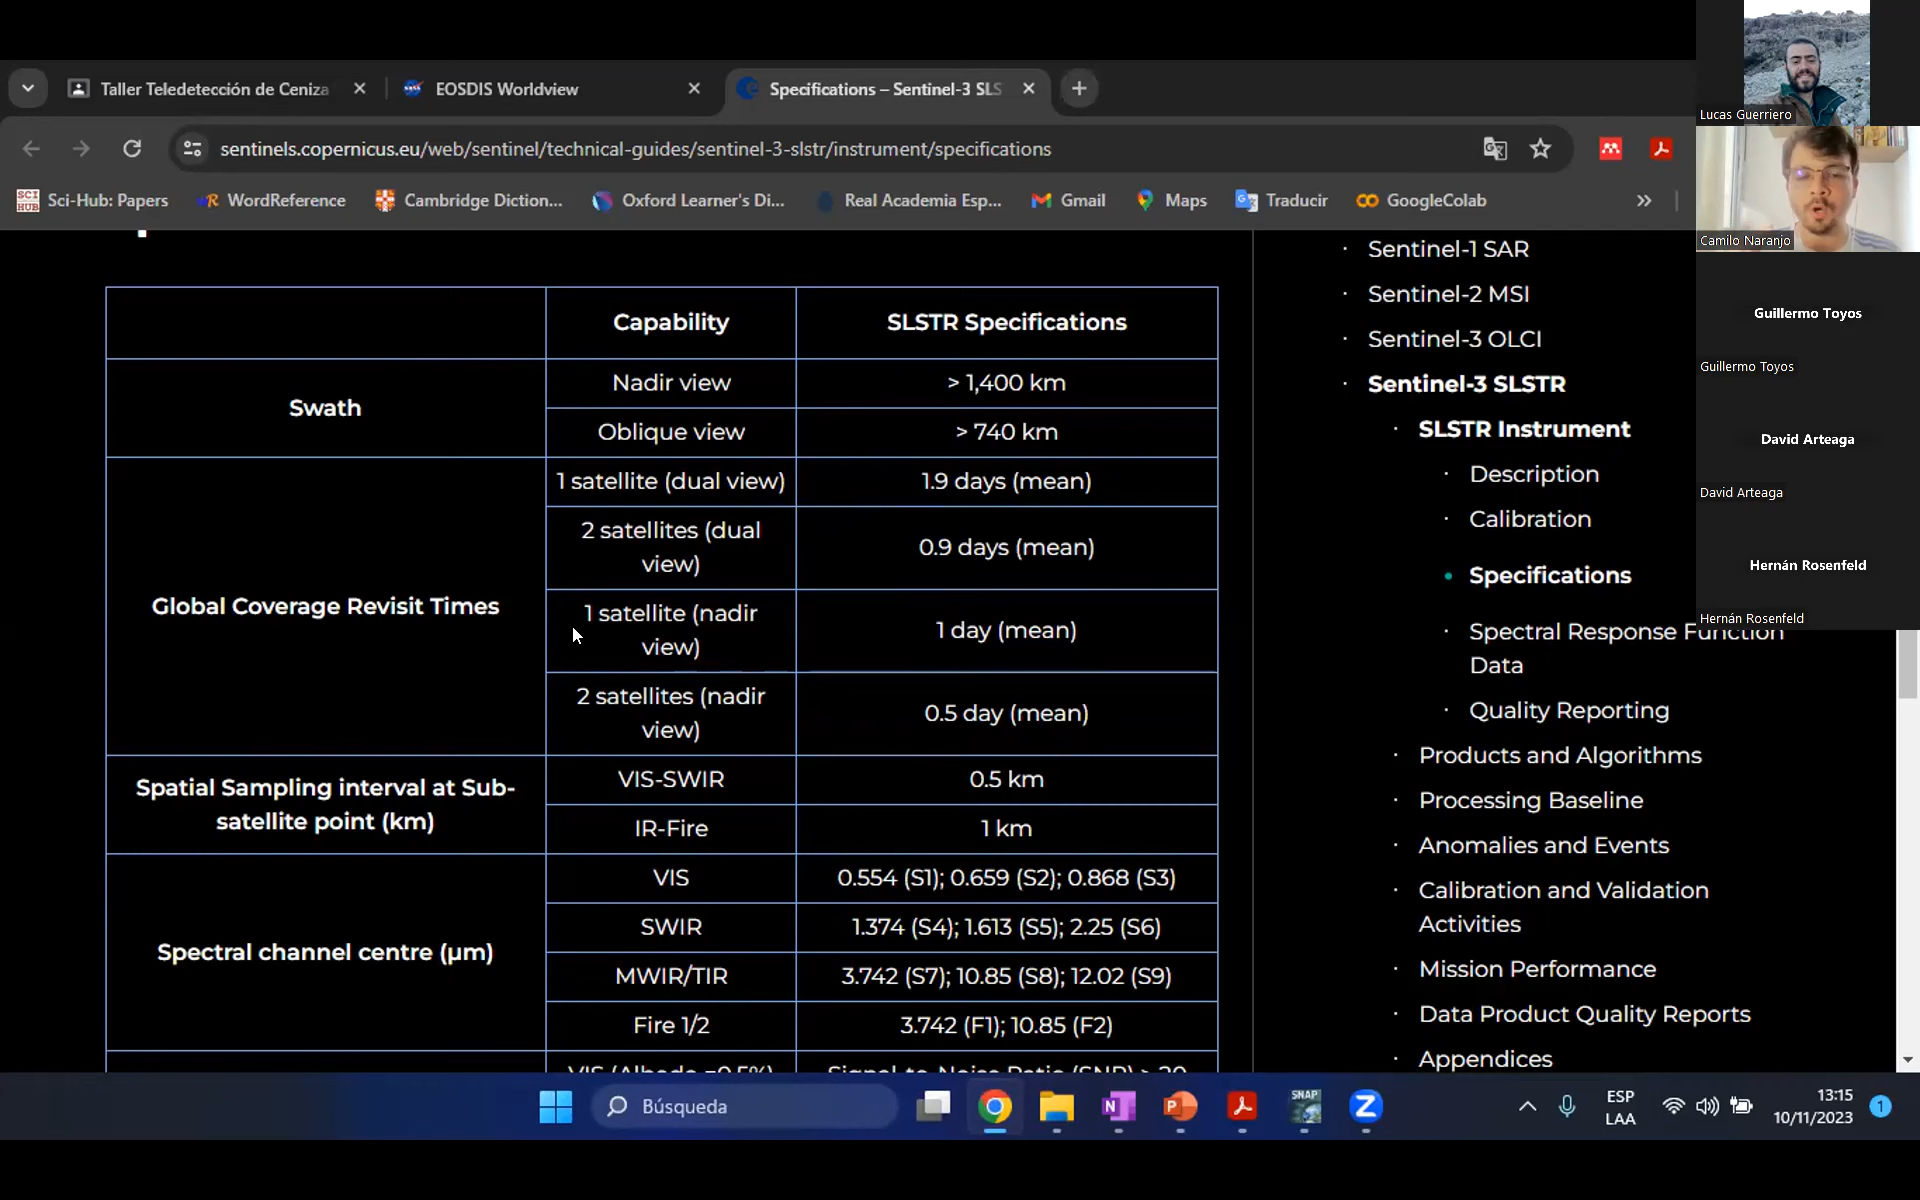 Taller Teledetección de Ceniza
EOSDIS Worldview
Specifications – Sentinel-3 SLS
sentinels.copernicus.eu/web/sentinel/technical-guides/sentinel-3-slstr/instrument/specifications
SCI HUB
Sci-Hub: Papers
WordReference
Cambridge Diction...
Oxford Learner's Di...
Real Academia Esp...
Gmail
Maps
Traducir
GoogleColab
Capability
SLSTR Specifications
Swath
Nadir view
> 1,400 km
Oblique view
> 740 km
Global Coverage Revisit Times
1 satellite (dual view)
1.9 days (mean)
2 satellites (dual
view)
0.9 days (mean)
1 satellite (nadir
view)
1 day (mean)
2 satellites (nadir
view)
0.5 day (mean)
Spatial Sampling interval at Sub-
satellite point (km)
VIS-SWIR
0.5 km
IR-Fire
1 km
Spectral channel centre (µm)
VIS
0.554 (S1); 0.659 (S2); 0.868 (S3)
SWIR
1.374 (S4); 1.613 (S5); 2.25 (S6)
MWIR/TIR
3.742 (S7); 10.85 (S8); 12.02 (S9)
Fire 1/2
3.742 (F1); 10.85 (F2)
Sentinel-1 SAR
Sentinel-2 MSI
Sentinel-3 OLCI
Sentinel-3 SLSTR
SLSTR Instrument
Description
Calibration
Specifications
Spectral Response Function
Data
Quality Reporting
Products and Algorithms
Processing Baseline
Anomalies and Events
Calibration and Validation
Activities
Mission Performance
Data Product Quality Reports
Appendices
Lucas Guerriero
Camilo Naranjo
Guillermo Toyos
Guillermo Toyos
David Arteaga
David Arteaga
Hernán Rosenfeld
Hernán Rosenfeld
Búsqueda
SNAP
ESP
LAA
13:15
10/11/2023
1